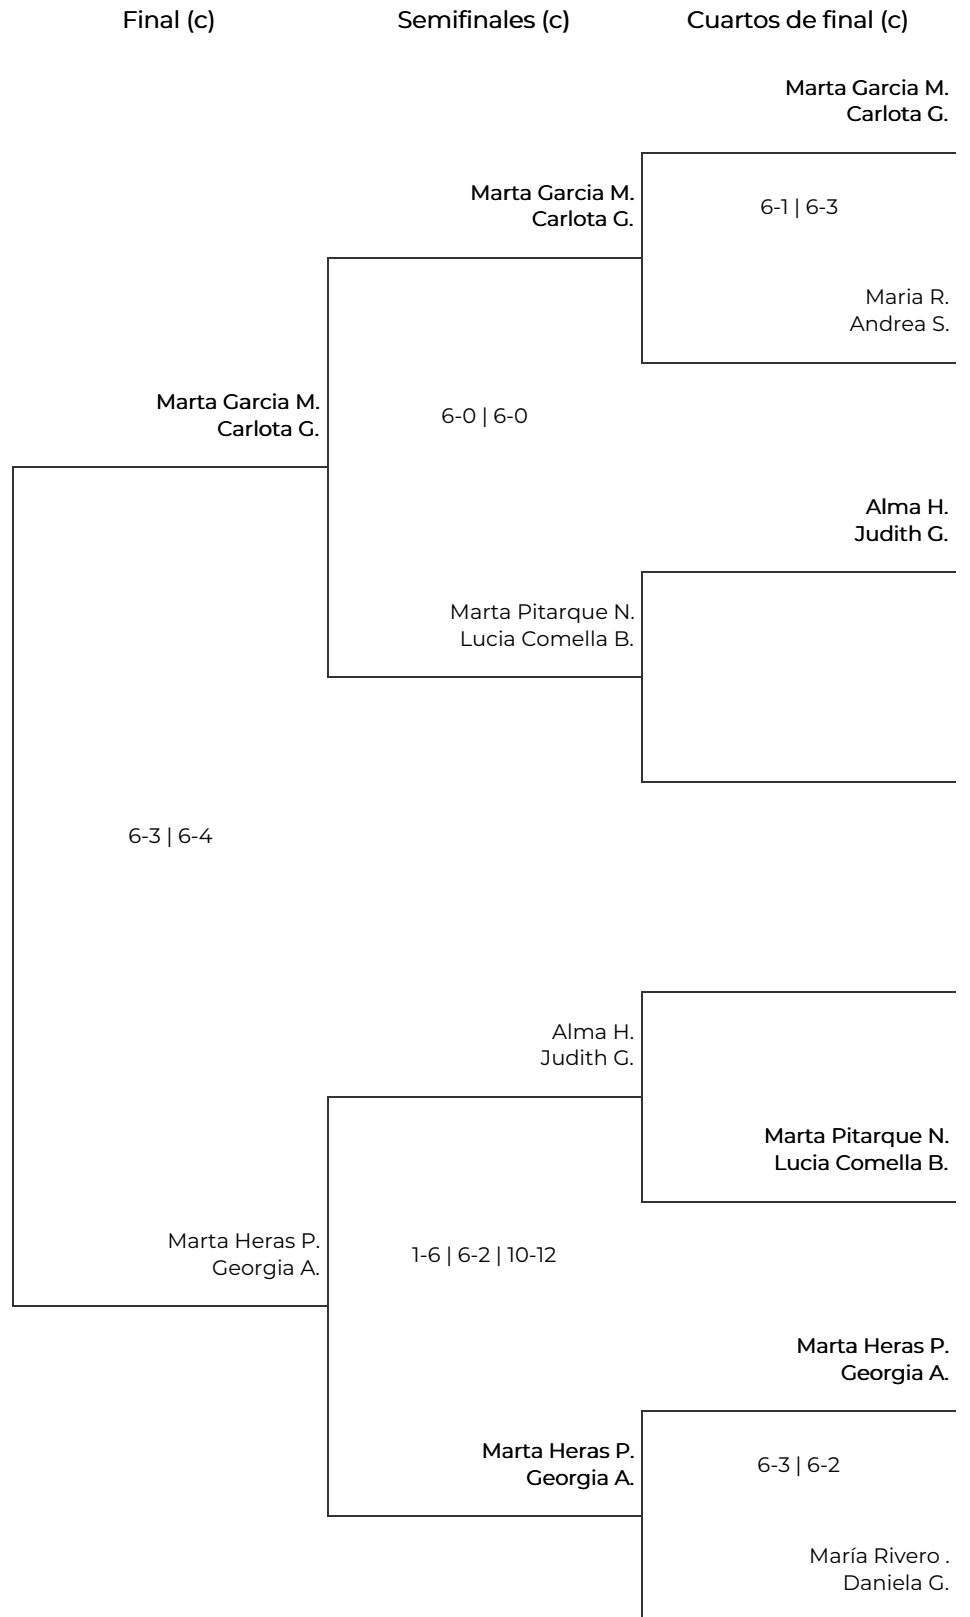 Final (c)
Semifinales (c)
Cuartos de final (c)
Marta Garcia M.
Carlota G.
Marta Garcia M.
Carlota G.
6-1 | 6-3
Maria R.
Andrea S.
Marta Garcia M.
Carlota G.
6-0 | 6-0
Alma H.
Judith G.
Marta Pitarque N.
Lucia Comella B.
6-3 | 6-4
Alma H.
Judith G.
Marta Pitarque N.
Lucia Comella B.
Marta Heras P.
Georgia A.
1-6 | 6-2 | 10-12
Marta Heras P.
Georgia A.
Marta Heras P.
Georgia A.
6-3 | 6-2
María Rivero .
Daniela G.